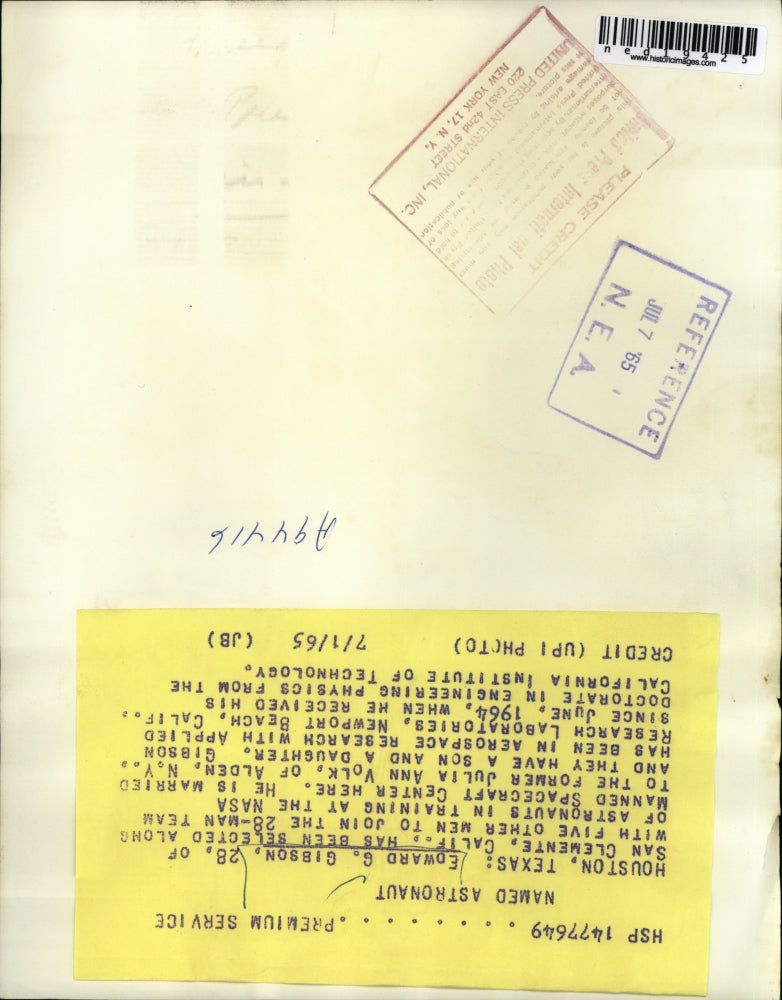 ned19425
www.historicimages.com
PLEASE CREDIT
United Press International Photo
UNITED PRESS INTERNATIONAL, INC.
220 EAST 42nd STREET
NEW YORK 17, N. Y.
REFERENCE
JUL 7 '65
N. E. A.
A94416
HSP 1477649 . . . . . . . PREMIUM SERVICE
NAMED ASTRONAUT
HOUSTON, TEXAS: EDWARD G. GIBSON, 28, OF
SAN CLEMENTE, CALIF., HAS BEEN SELECTED ALONG
WITH FIVE OTHER MEN TO JOIN THE 28-MAN TEAM
OF ASTRONAUTS IN TRAINING AT THE NASA
MANNED SPACECRAFT CENTER HERE. HE IS MARRIED
TO THE FORMER JULIA ANN VOLK, OF ALDEN, N.Y.,
AND THEY HAVE A SON AND A DAUGHTER. GIBSON
HAS BEEN IN AEROSPACE RESEARCH WITH APPLIED
RESEARCH LABORATORIES, NEWPORT BEACH, CALIF.,
SINCE JUNE, 1964, WHEN HE RECEIVED HIS
DOCTORATE IN ENGINEERING PHYSICS FROM THE
CALIFORNIA INSTITUTE OF TECHNOLOGY.
CREDIT (UPI PHOTO) 7/1/65 (JB)